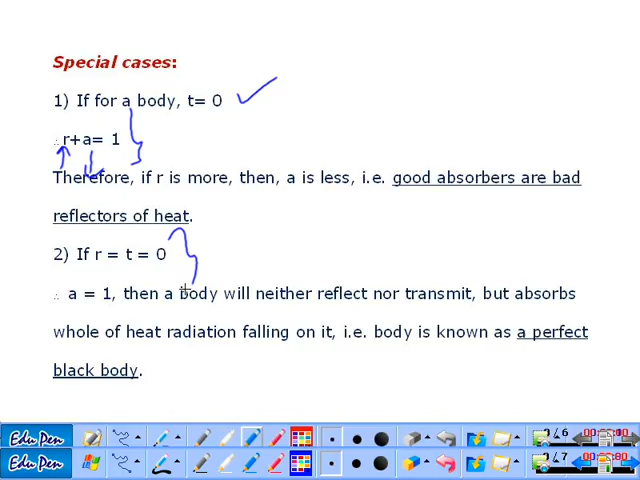 Special cases:
1) If for a body, t= 0
∴ r+a= 1
Therefore, if r is more, then, a is less, i.e. good absorbers are bad
reflectors of heat.
2) If r = t = 0
∴ a = 1, then a body will neither reflect nor transmit, but absorbs
whole of heat radiation falling on it, i.e. body is known as a perfect
black body.
Edu Pen
Edu Pen